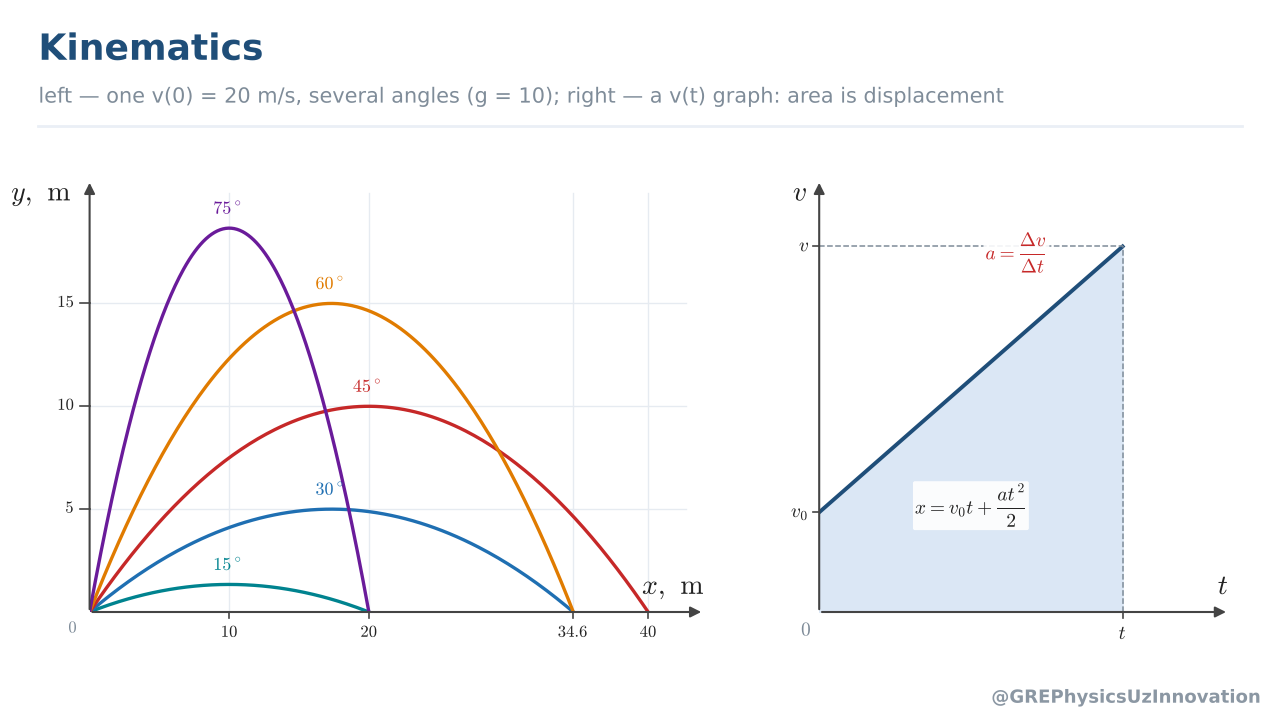 Kinematics
left — one v(0) = 20 m/s, several angles (g = 10); right — a v(t) graph: area is displacement
y, m
75°
60°
45°
30°
15°
15
10
5
0
10
20
34.6
40
x, m
v
v
a = Δv/Δt
v₀
x = v₀t + at²/2
t
0
t
@GREPhysicsUzInnovation